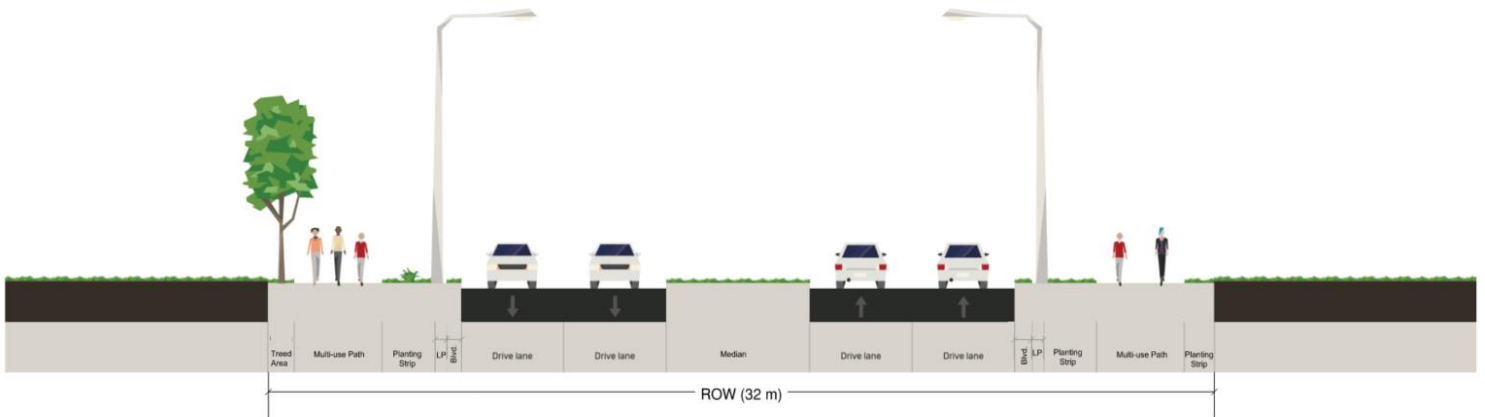 Treed
Area
Multi-use Path
Planting
Strip
LP
Blvd.
Drive lane
Drive lane
Median
Drive lane
Drive lane
Blvd.
LP
Planting
Strip
Multi-use Path
Planting
Strip
ROW (32 m)